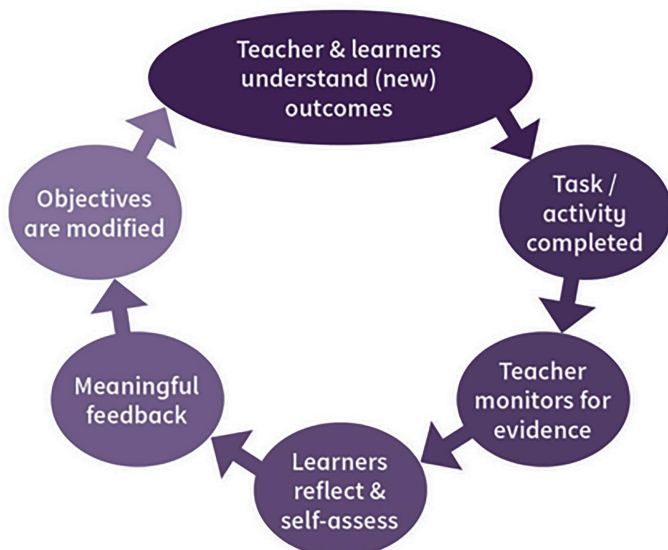 Teacher & learners
understand (new)
outcomes
Task /
activity
completed
Teacher
monitors for
evidence
Learners
reflect &
self-assess
Meaningful
feedback
Objectives
are modified